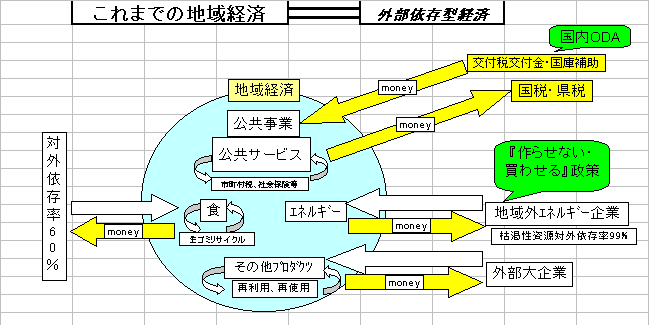 これまでの地域経済
外部依存型経済
国内ODA
交付税交付金・国庫補助
money
地域経済
国税・県税
公共事業
money
公共サービス
『作らせない・
買わせる』政策
市町村税、社会保険等
対外依存率60%
食
エネルギー
地域外エネルギー企業
money
money
枯渇性資源対外依存率99%
生ゴミリサイクル
その他プロダクツ
外部大企業
再利用、再使用
money